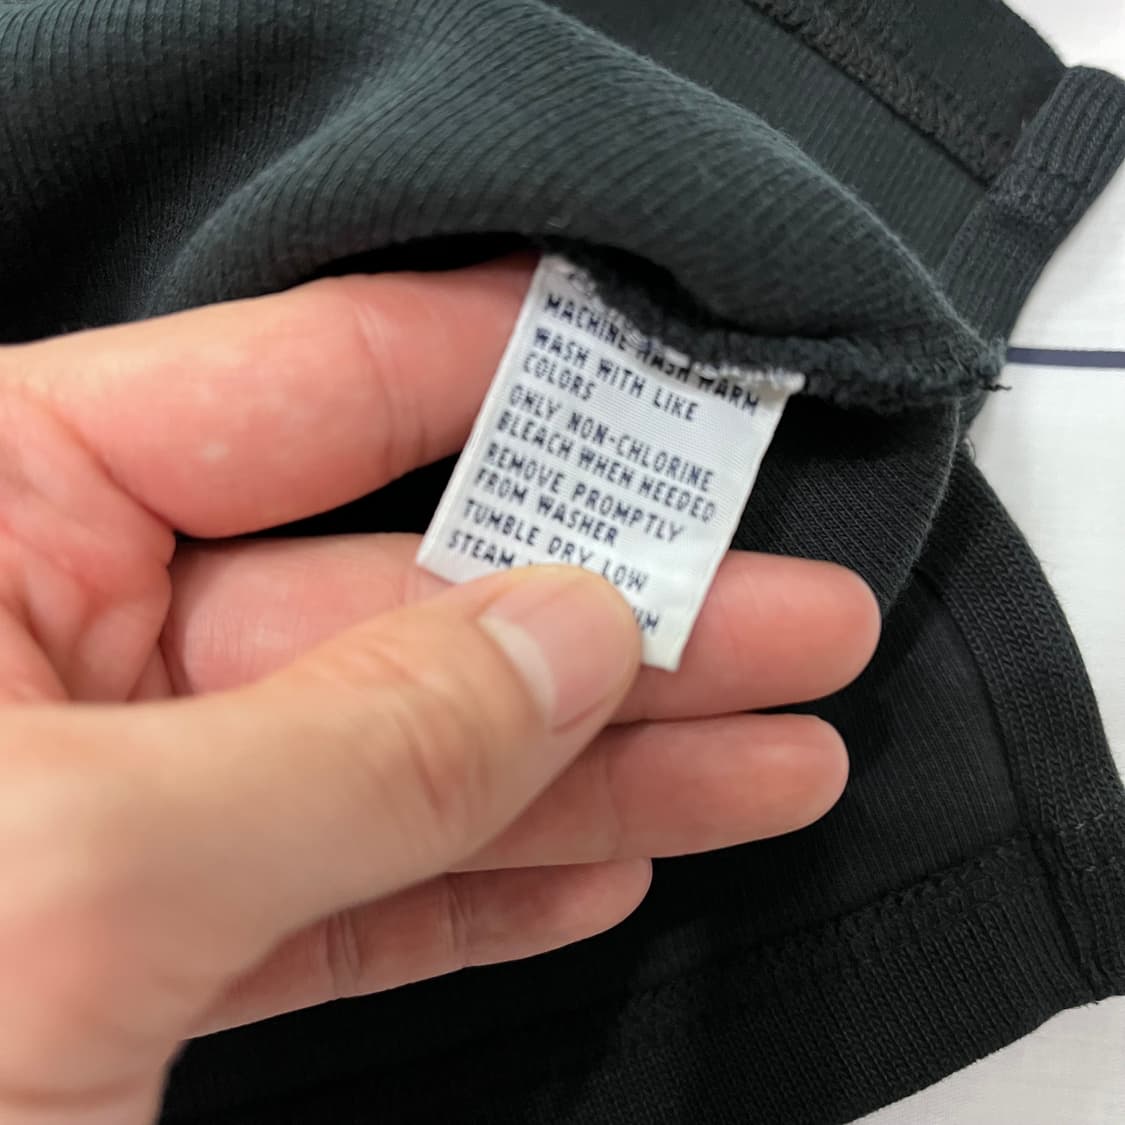 MACHINE WASH WARM
WASH WITH LIKE
COLORS
ONLY NON-CHLORINE
BLEACH WHEN NEEDED
REMOVE PROMPTLY
FROM WASHER
TUMBLE DRY LOW
STEAM